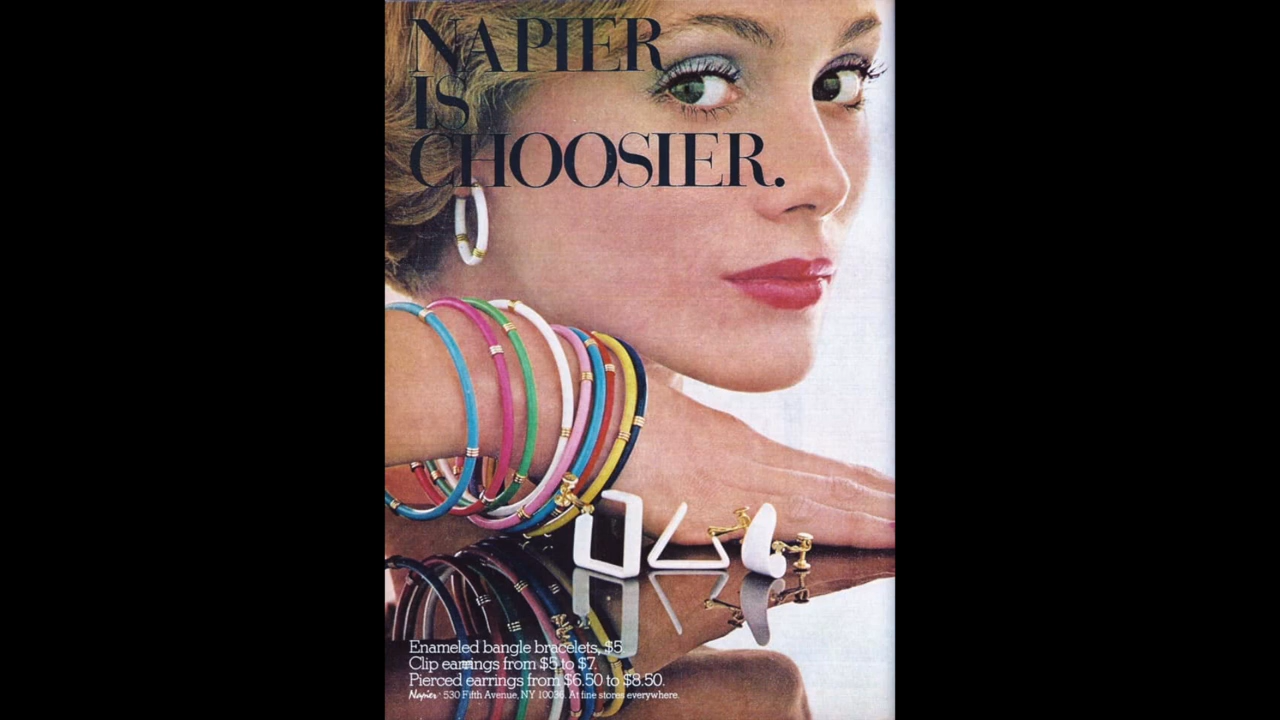 NAPIER
IS
CHOOSIER.
Enameled bangle bracelets, $5.
Clip earrings from $5 to $7.
Pierced earrings from $6.50 to $8.50.
Napier® 530 Fifth Avenue, NY 10036. At fine stores everywhere.